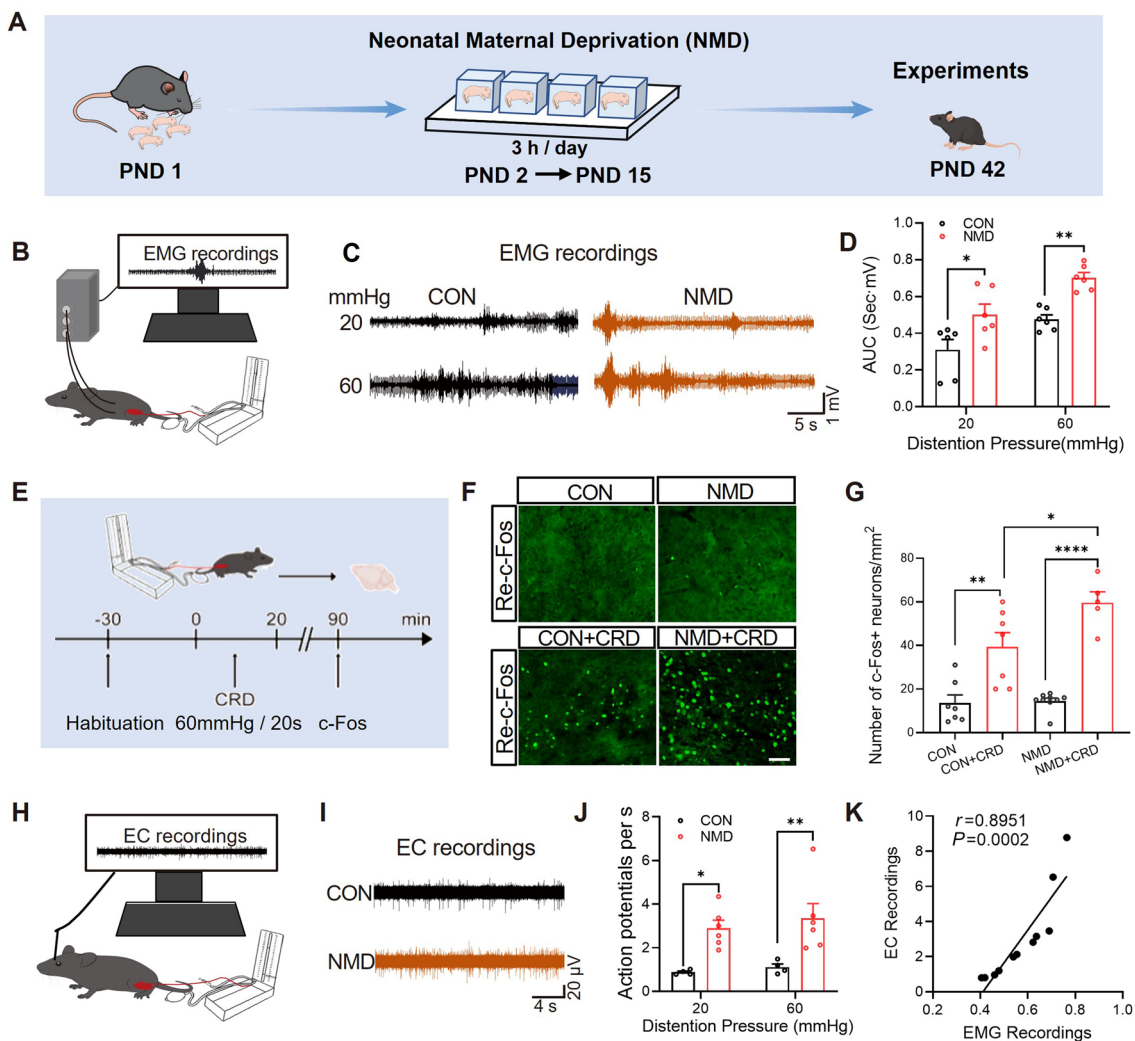 A
Neonatal Maternal Deprivation (NMD)
Experiments
3 h / day
PND 1
PND 2 → PND 15
PND 42
B
EMG recordings
C
EMG recordings
mmHg
CON
NMD
20
60
1 mV
5 s
D
CON
NMD
*
**
AUC (Sec·mV)
1.0
0.8
0.6
0.4
0.2
0.0
20
60
Distention Pressure(mmHg)
E
-30
0
20
90
min
CRD
Habituation 60mmHg / 20s c-Fos
F
CON
NMD
Re-c-Fos
CON+CRD
NMD+CRD
Re-c-Fos
G
*
**
****
Number of c-Fos+ neurons/mm²
80
60
40
20
0
CON
CON+CRD
NMD
NMD+CRD
H
EC recordings
I
EC recordings
CON
NMD
20 μV
4 s
J
CON
NMD
*
**
Action potentials per s
8
6
4
2
0
20
60
Distention Pressure (mmHg)
K
r=0.8951
P=0.0002
EC Recordings
10
8
6
4
2
0
0.2
0.4
0.6
0.8
1.0
EMG Recordings